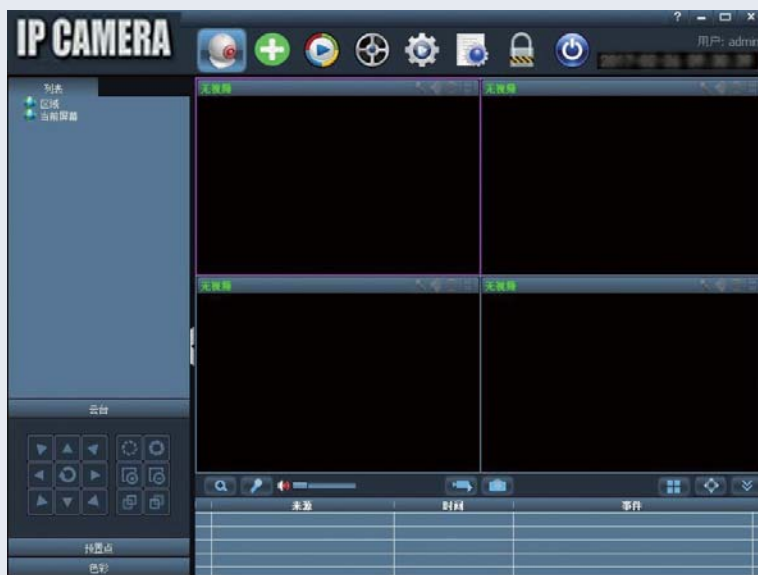 IP CAMERA
用户: admin
列表
区域
当前屏幕
无视频
无视频
无视频
无视频
云台
来源 时间 事件
预置点
色彩